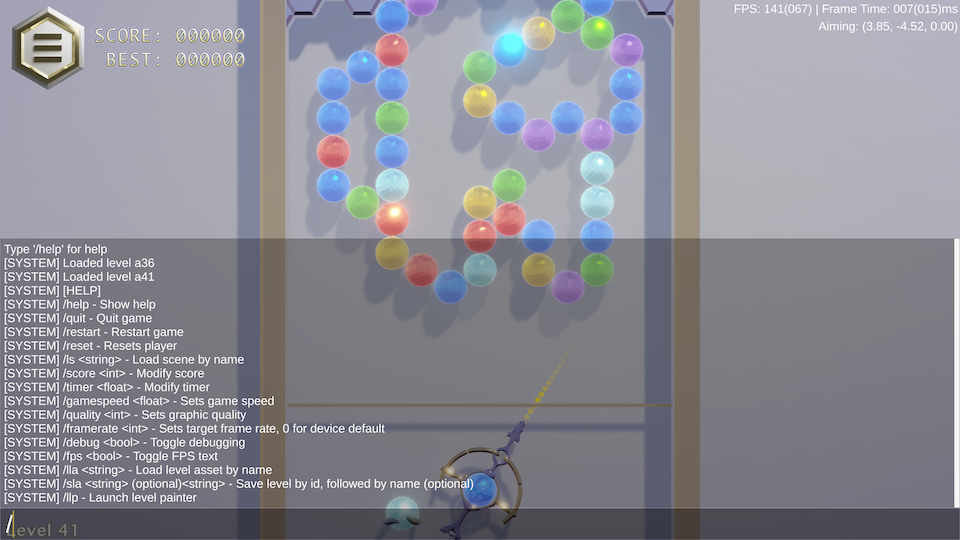 SCORE: 000000
BEST: 000000
FPS: 141(067) | Frame Time: 007(015)ms
Aiming: (3.85, -4.52, 0.00)
Type '/help' for help
[SYSTEM] Loaded level a36
[SYSTEM] Loaded level a41
[SYSTEM] [HELP]
[SYSTEM] /help - Show help
[SYSTEM] /quit - Quit game
[SYSTEM] /restart - Restart game
[SYSTEM] /reset - Resets player
[SYSTEM] /ls <string> - Load scene by name
[SYSTEM] /score <int> - Modify score
[SYSTEM] /timer <float> - Modify timer
[SYSTEM] /gamespeed <float> - Sets game speed
[SYSTEM] /quality <int> - Sets graphic quality
[SYSTEM] /framerate <int> - Sets target frame rate, 0 for device default
[SYSTEM] /debug <bool> - Toggle debugging
[SYSTEM] /fps <bool> - Toggle FPS text
[SYSTEM] /lla <string> - Load level asset by name
[SYSTEM] /sla <string> (optional)<string> - Save level by id, followed by name (optional)
[SYSTEM] /llp - Launch level painter
/
Level 41